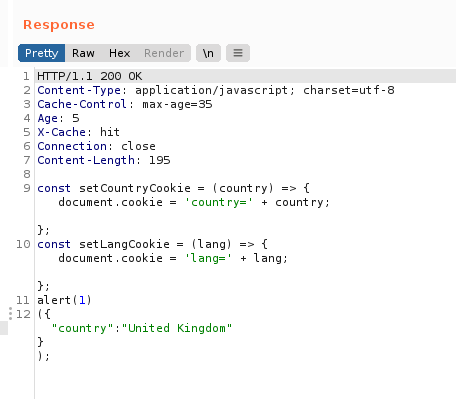 Response
Pretty Raw Hex Render \n ≡
1 HTTP/1.1 200 OK
2 Content-Type: application/javascript; charset=utf-8
3 Cache-Control: max-age=35
4 Age: 5
5 X-Cache: hit
6 Connection: close
7 Content-Length: 195
8
9 const setCountryCookie = (country) => {
document.cookie = 'country=' + country;
};
10 const setLangCookie = (lang) => {
document.cookie = 'lang=' + lang;
};
11 alert(1)
12 ({
"country":"United Kingdom"
}
);